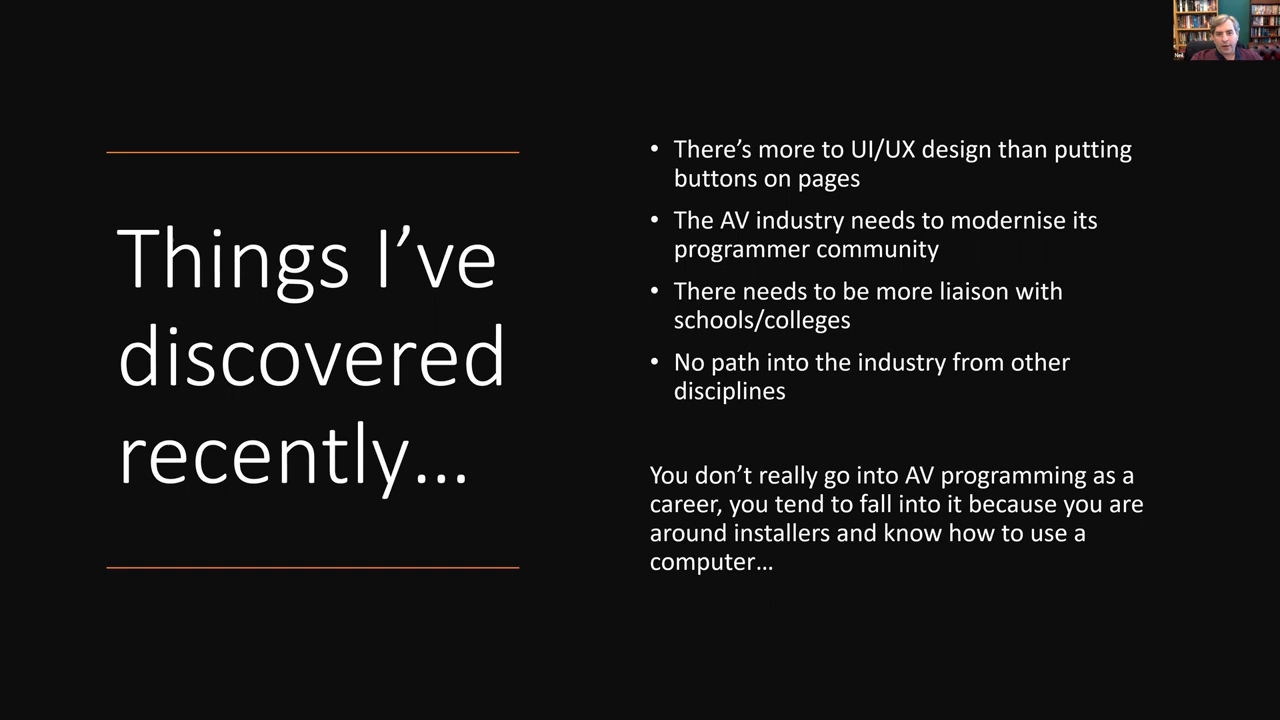 Things I've
discovered
recently...
• There's more to UI/UX design than putting
buttons on pages
• The AV industry needs to modernise its
programmer community
• There needs to be more liaison with
schools/colleges
• No path into the industry from other
disciplines
You don't really go into AV programming as a
career, you tend to fall into it because you are
around installers and know how to use a
computer...